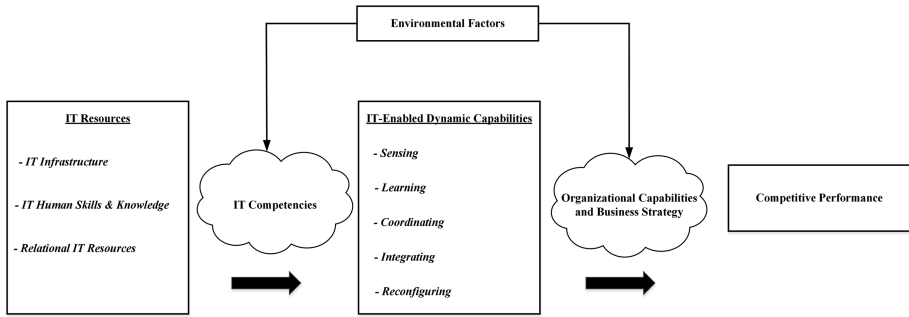 Environmental Factors
IT Resources
- IT Infrastructure
- IT Human Skills & Knowledge
- Relational IT Resources
IT Competencies
IT-Enabled Dynamic Capabilities
- Sensing
- Learning
- Coordinating
- Integrating
- Reconfiguring
Organizational Capabilities
and Business Strategy
Competitive Performance